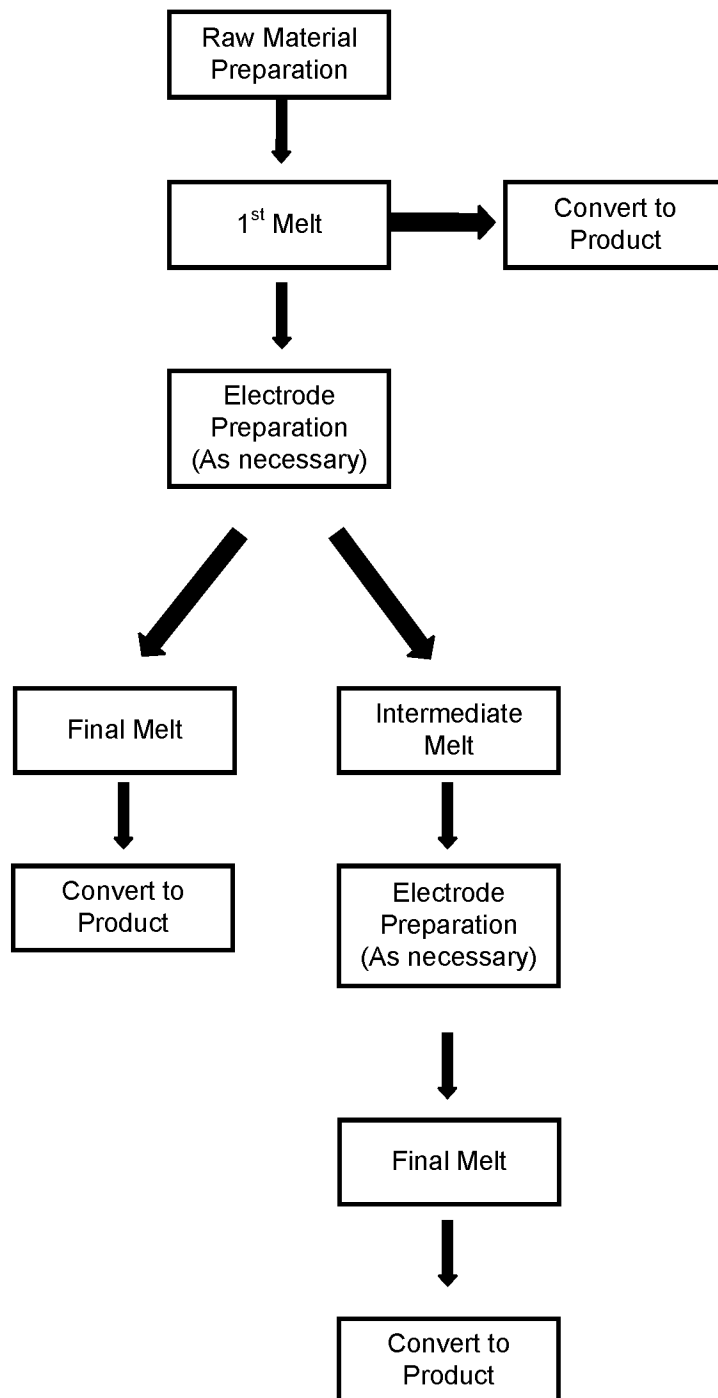 Raw Material
Preparation
1st Melt
Convert to
Product
Electrode
Preparation
(As necessary)
Final Melt
Convert to
Product
Intermediate
Melt
Electrode
Preparation
(As necessary)
Final Melt
Convert to
Product